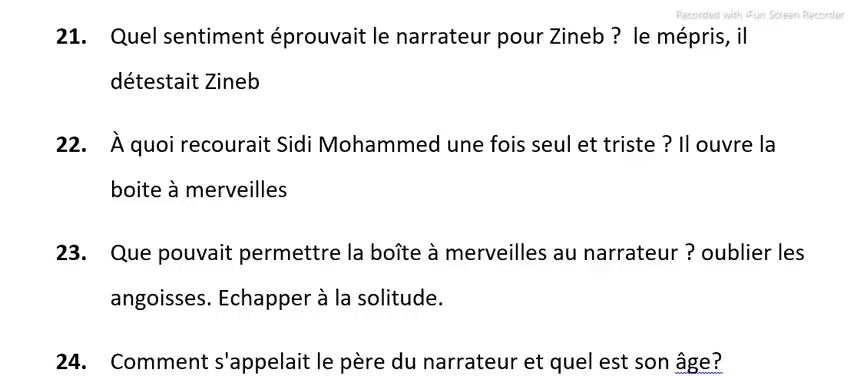 Recorded with iFun Screen Recorder
21. Quel sentiment éprouvait le narrateur pour Zineb ?  le mépris, il
détestait Zineb
22. À quoi recourait Sidi Mohammed une fois seul et triste ? Il ouvre la
boite à merveilles
23. Que pouvait permettre la boîte à merveilles au narrateur ? oublier les
angoisses. Echapper à la solitude.
24. Comment s'appelait le père du narrateur et quel est son âge?